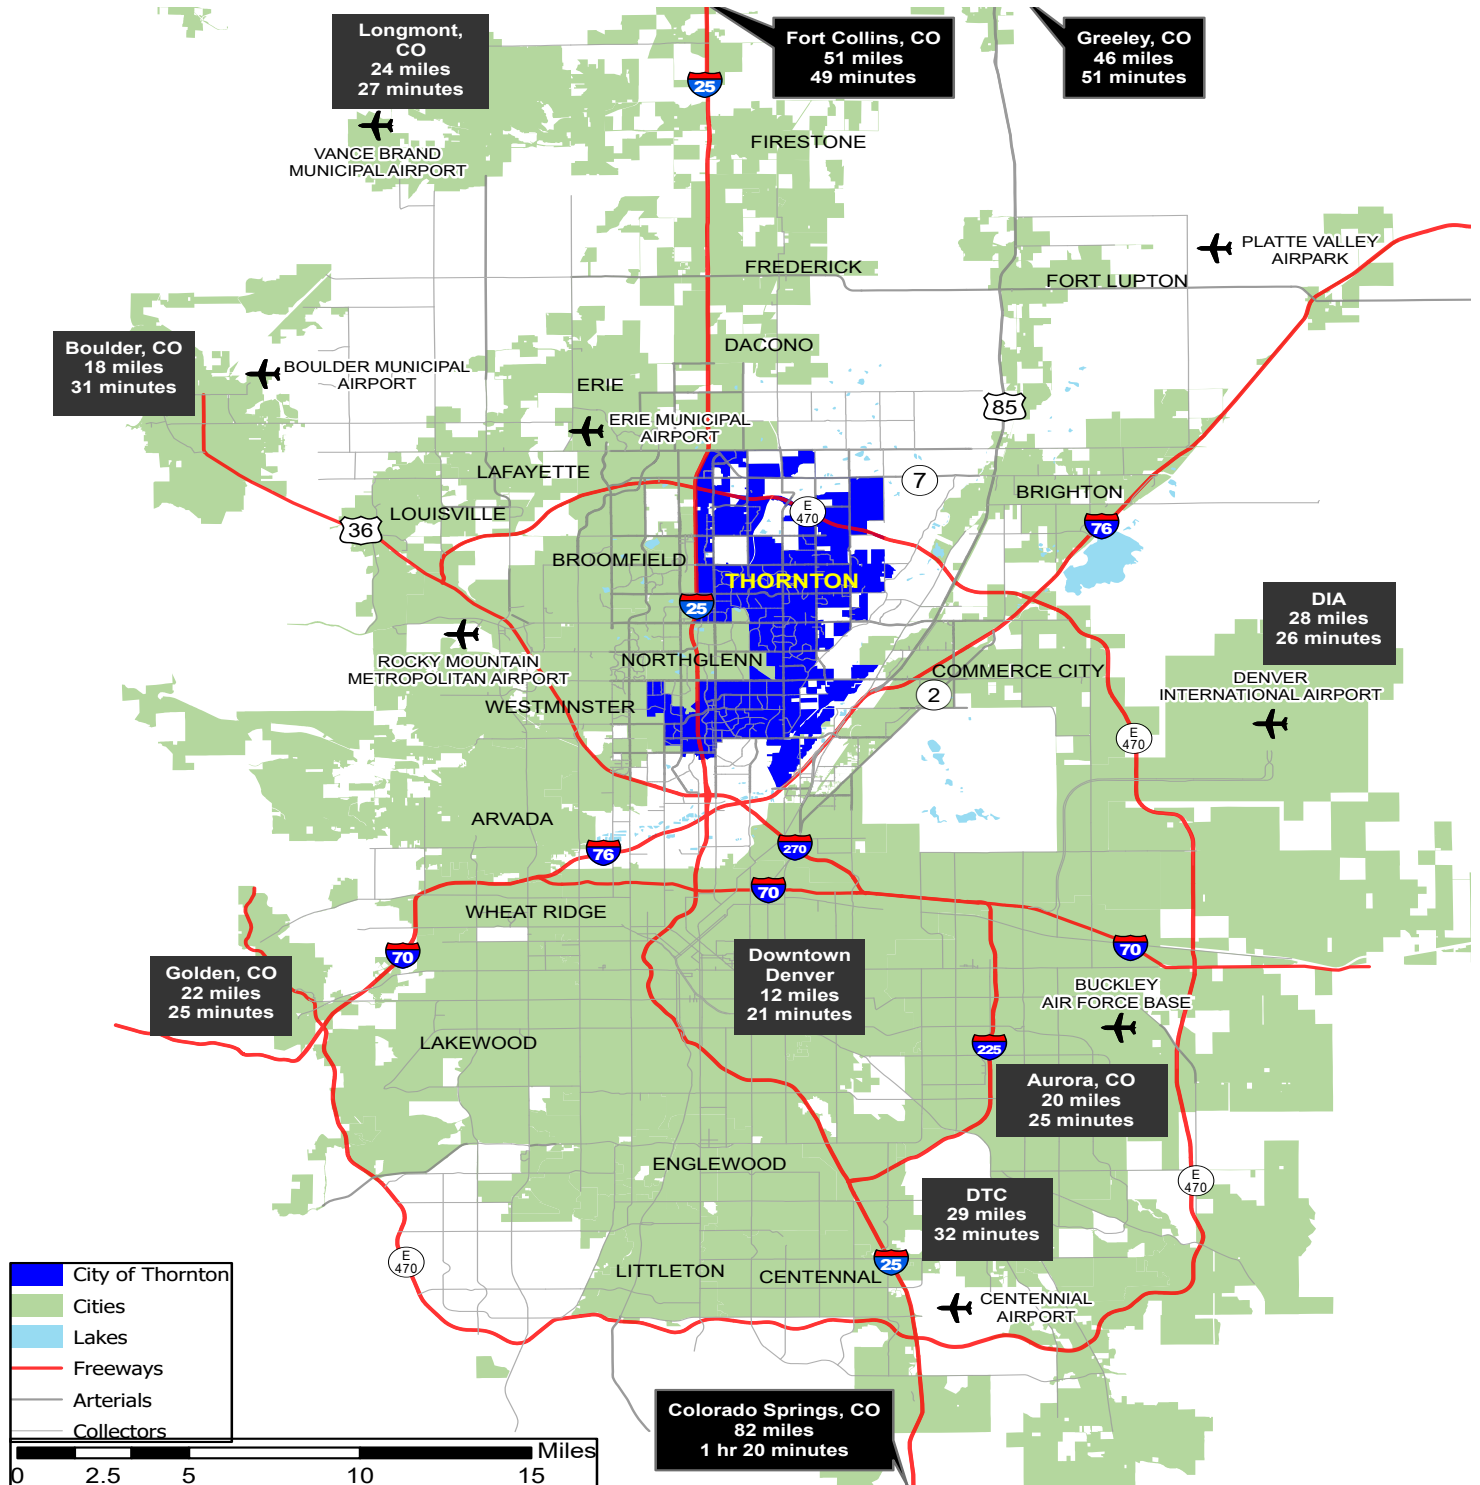 Longmont,
CO
24 miles
27 minutes
Fort Collins, CO
51 miles
49 minutes
Greeley, CO
46 miles
51 minutes
25
FIRESTONE
VANCE BRAND
MUNICIPAL AIRPORT
PLATTE VALLEY
AIRPARK
FREDERICK
FORT LUPTON
Boulder, CO
18 miles
31 minutes
BOULDER MUNICIPAL
AIRPORT
DACONO
ERIE
85
ERIE MUNICIPAL
AIRPORT
LAFAYETTE
7
BRIGHTON
LOUISVILLE
36
E
470
76
BROOMFIELD
THORNTON
25
DIA
28 miles
26 minutes
ROCKY MOUNTAIN
METROPOLITAN AIRPORT
NORTHGLENN
COMMERCE CITY
DENVER
INTERNATIONAL AIRPORT
2
WESTMINSTER
E
470
ARVADA
76
270
70
WHEAT RIDGE
70
70
Downtown
Denver
12 miles
21 minutes
Golden, CO
22 miles
25 minutes
BUCKLEY
AIR FORCE BASE
LAKEWOOD
225
Aurora, CO
20 miles
25 minutes
ENGLEWOOD
E
470
DTC
29 miles
32 minutes
E
470
25
LITTLETON
CENTENNAL
CENTENNIAL
AIRPORT
City of Thornton
Cities
Lakes
Freeways
Arterials
Collectors
Colorado Springs, CO
82 miles
1 hr 20 minutes
Miles
0 2.5 5 10 15